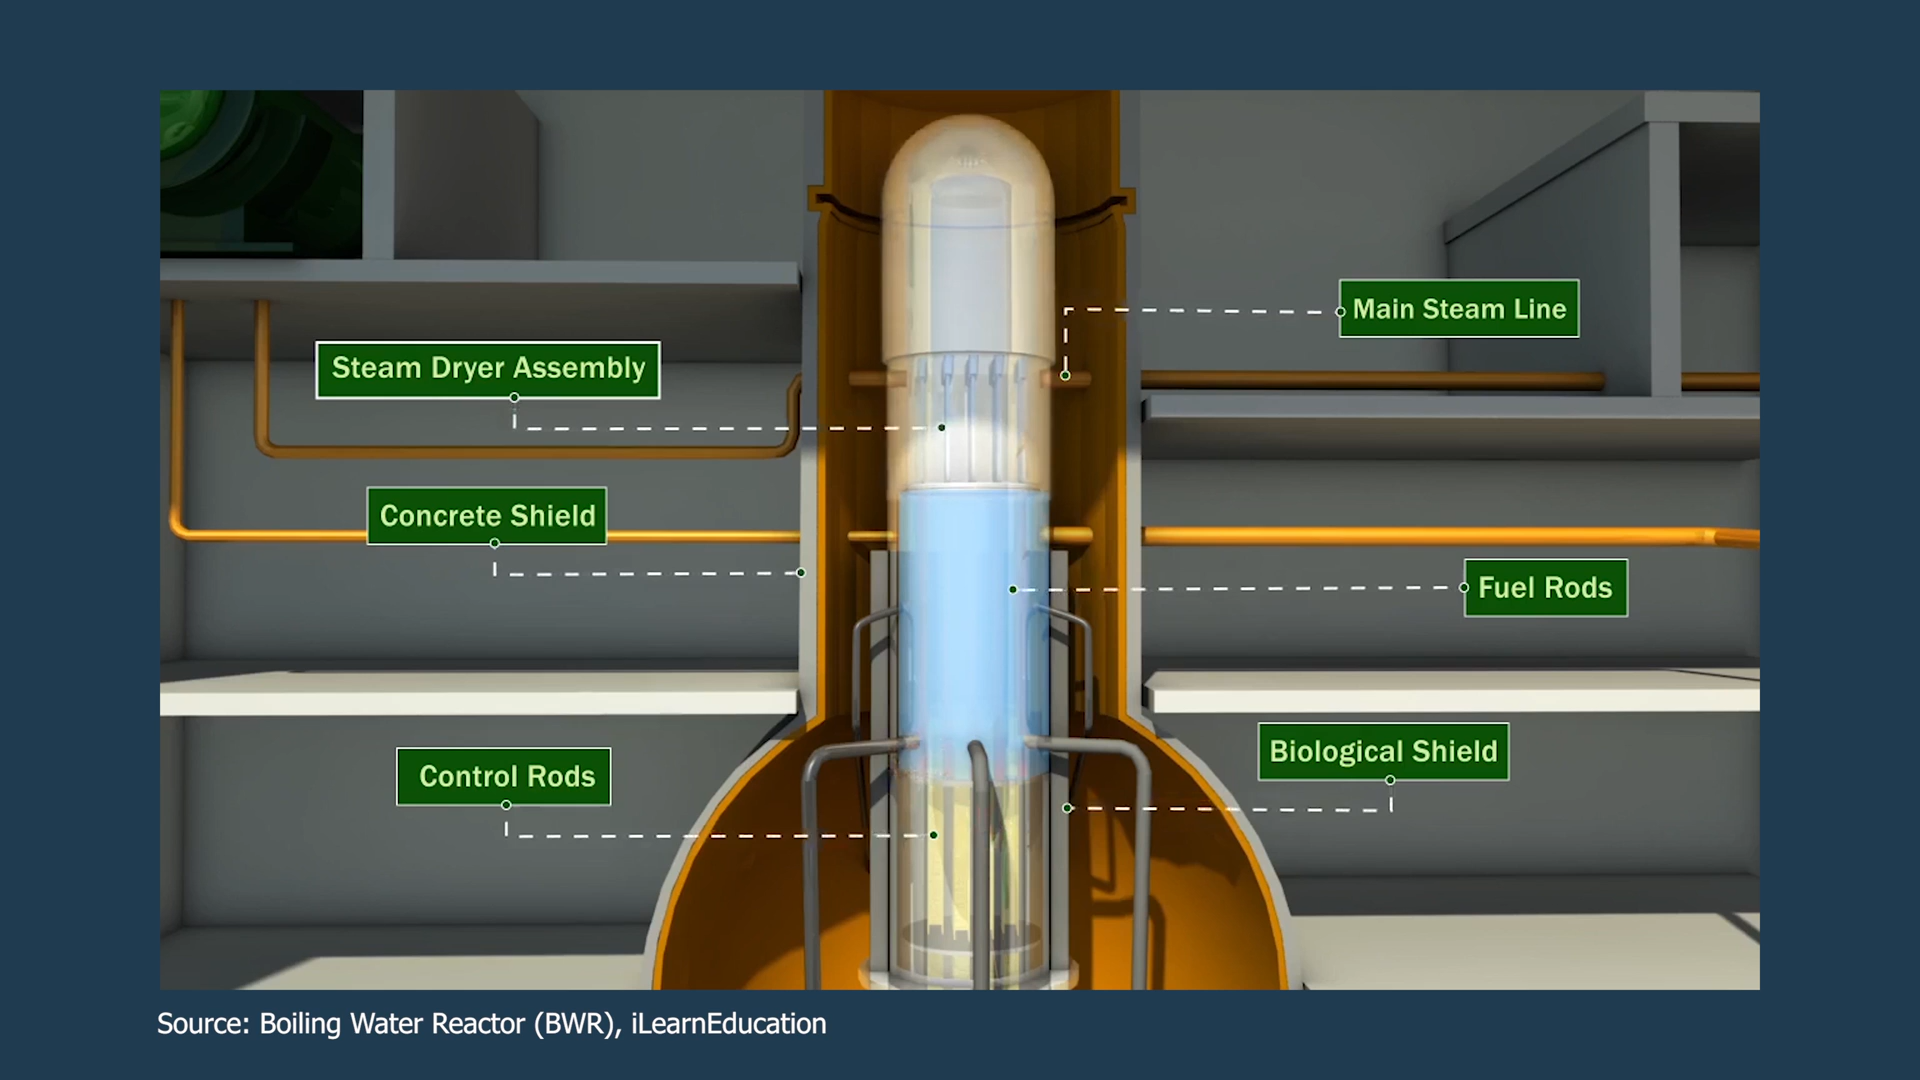 Main Steam Line
Steam Dryer Assembly
Concrete Shield
Fuel Rods
Biological Shield
Control Rods
Source: Boiling Water Reactor (BWR), iLearnEducation